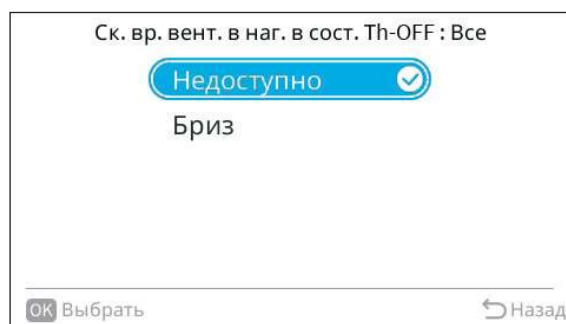 Ск. вр. вент. в наг. в сост. Th-OFF : Все
Недоступно
Бриз
OK Выбрать
Назад